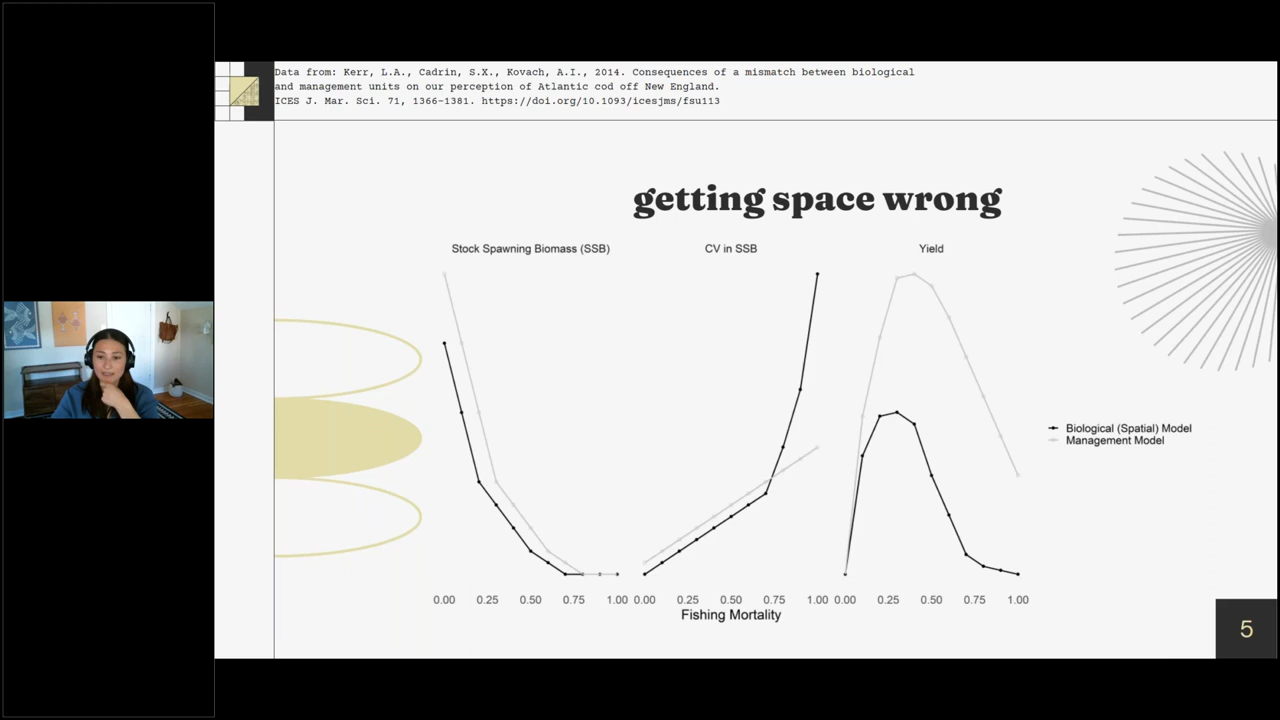 Data from: Kerr, L.A., Cadrin, S.X., Kovach, A.I., 2014. Consequences of a mismatch between biological
and management units on our perception of Atlantic cod off New England.
ICES J. Mar. Sci. 71, 1366–1381. https://doi.org/10.1093/icesjms/fsu113
getting space wrong
Stock Spawning Biomass (SSB)
CV in SSB
Yield
Biological (Spatial) Model
Management Model
0.00 0.25 0.50 0.75 1.00
0.00 0.25 0.50 0.75 1.00
0.00 0.25 0.50 0.75 1.00
Fishing Mortality
5